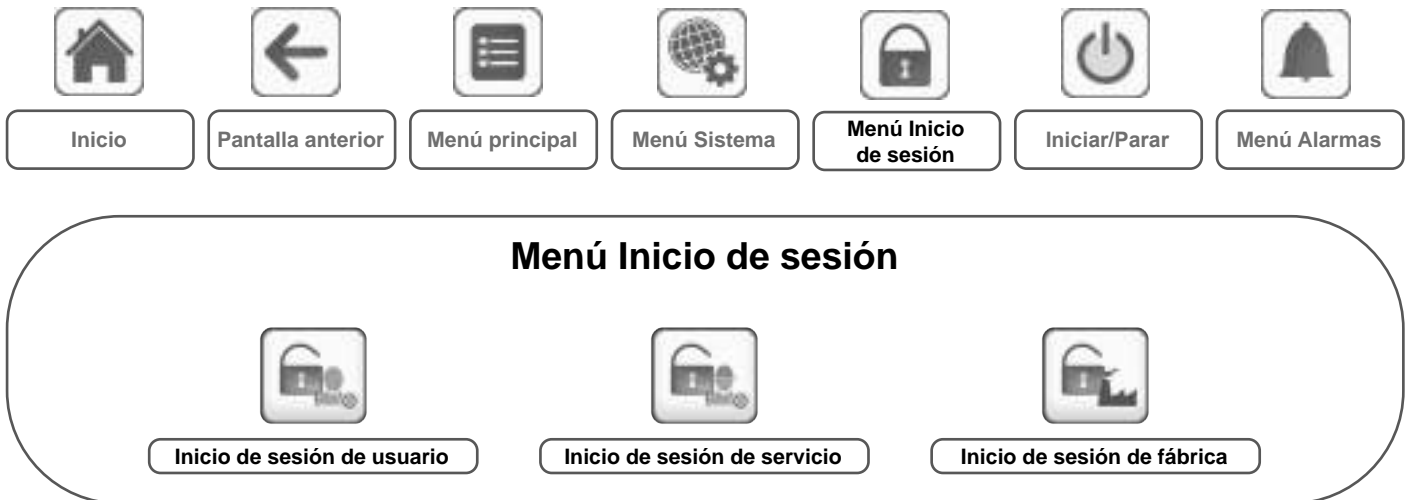 Inicio
Pantalla anterior
Menú principal
Menú Sistema
Menú Inicio
de sesión
Iniciar/Parar
Menú Alarmas
Menú Inicio de sesión
Inicio de sesión de usuario
Inicio de sesión de servicio
Inicio de sesión de fábrica